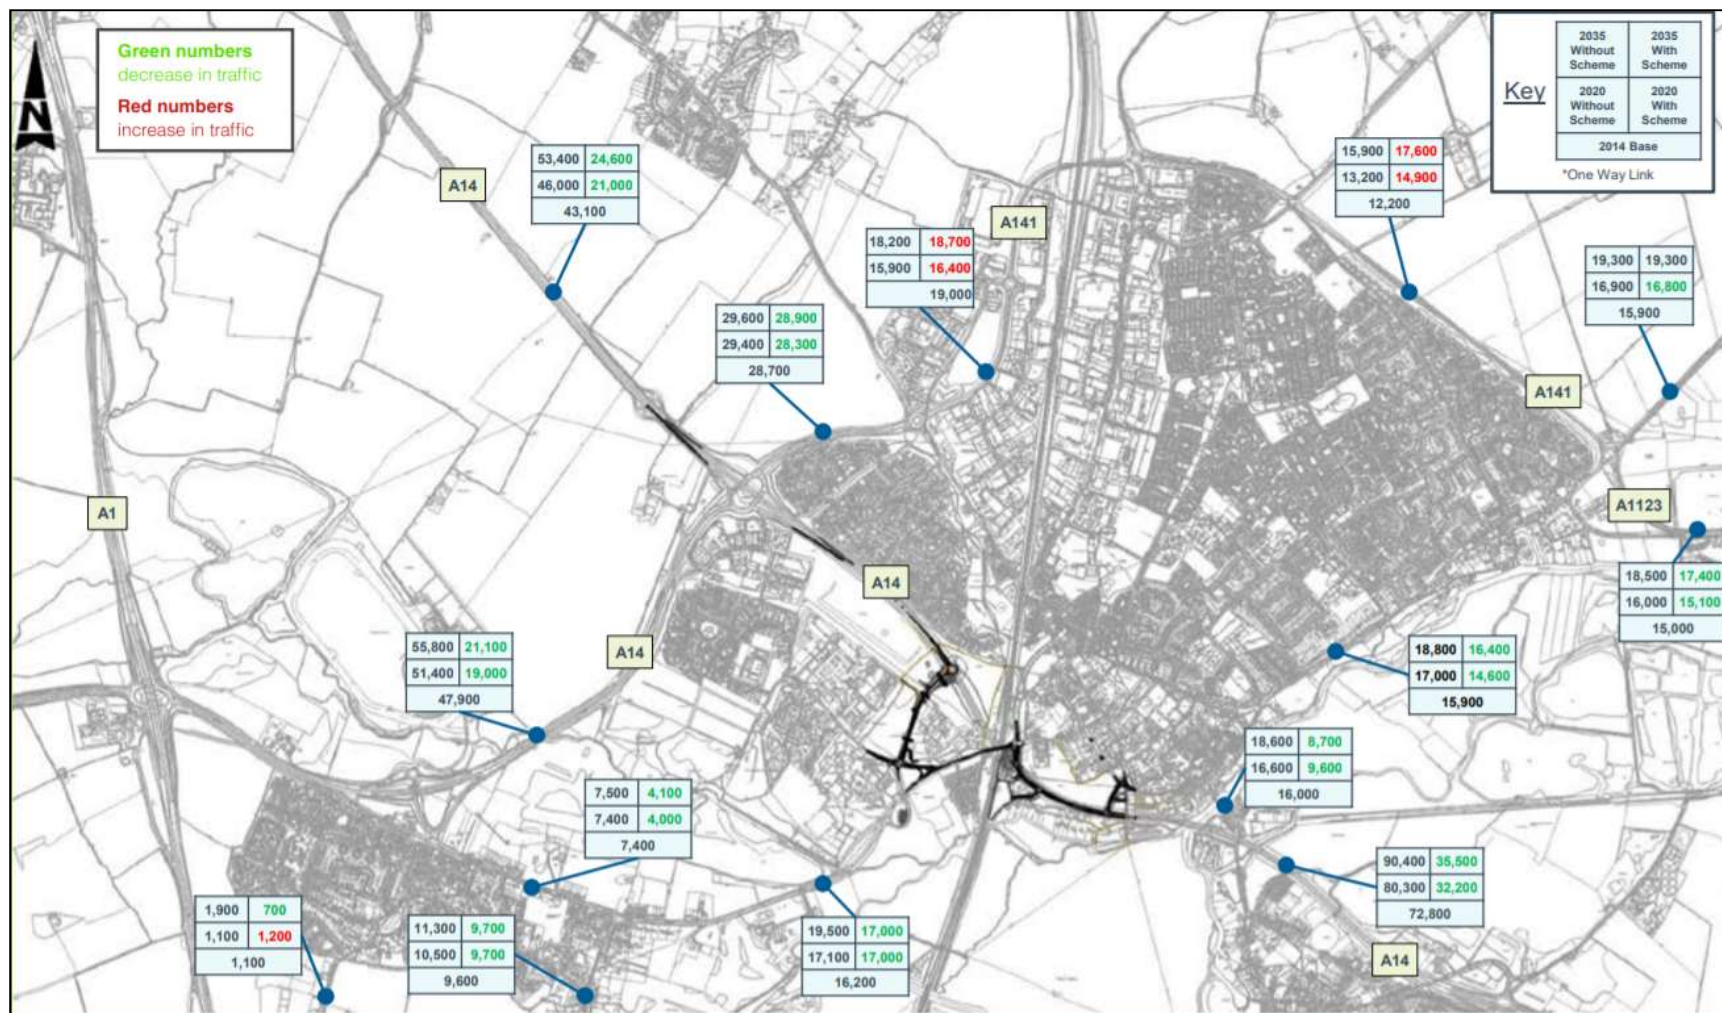 Green numbers
decrease in traffic
Red numbers
increase in traffic
N
Key
2035 Without Scheme
2035 With Scheme
2020 Without Scheme
2020 With Scheme
2014 Base
*One Way Link
A14
53,400 24,600
46,000 21,000
43,100
A141
15,900 17,600
13,200 14,900
12,200
18,200 18,700
15,900 16,400
19,000
19,300 19,300
16,900 16,800
15,900
29,600 28,900
29,400 28,300
28,700
A141
A1
A1123
A14
18,500 17,400
16,000 15,100
15,000
55,800 21,100
51,400 19,000
47,900
A14
18,800 16,400
17,000 14,600
15,900
18,600 8,700
16,600 9,600
16,000
7,500 4,100
7,400 4,000
7,400
90,400 35,500
80,300 32,200
72,800
1,900 700
1,100 1,200
1,100
11,300 9,700
10,500 9,700
9,600
19,500 17,000
17,100 17,000
16,200
A14